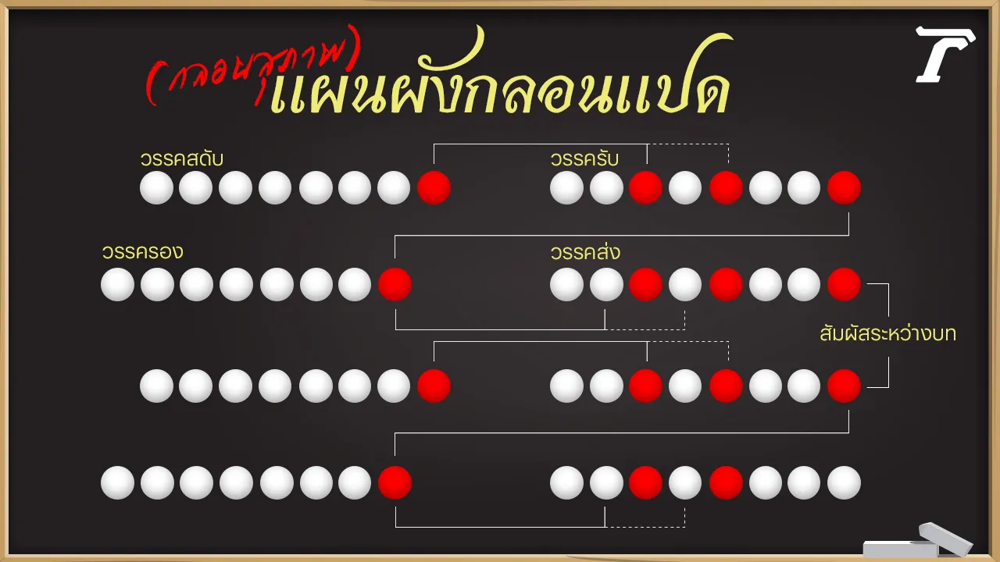 (กลอนสุภาพ)
แผนผังกลอนแปด
วรรคสดับ
วรรครับ
วรรครอง
วรรคส่ง
สัมผัสระหว่างบท